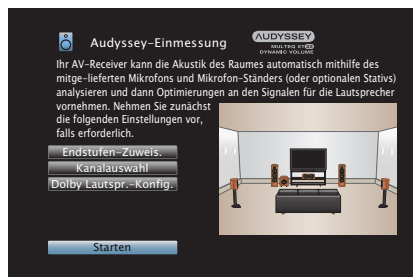 Audyssey-Einmessung
AUDYSSEY
MULTEQ XT32
DYNAMIC VOLUME
Ihr AV-Receiver kann die Akustik des Raumes automatisch mithilfe des
mitge-lieferten Mikrofons und Mikrofon-Ständers (oder optionalen Stativs)
analysieren und dann Optimierungen an den Signalen für die Lautsprecher
vornehmen. Nehmen Sie zunächst
die folgenden Einstellungen vor,
falls erforderlich.
Endstufen-Zuweis.
Kanalauswahl
Dolby Lautspr.-Konfig.
Starten